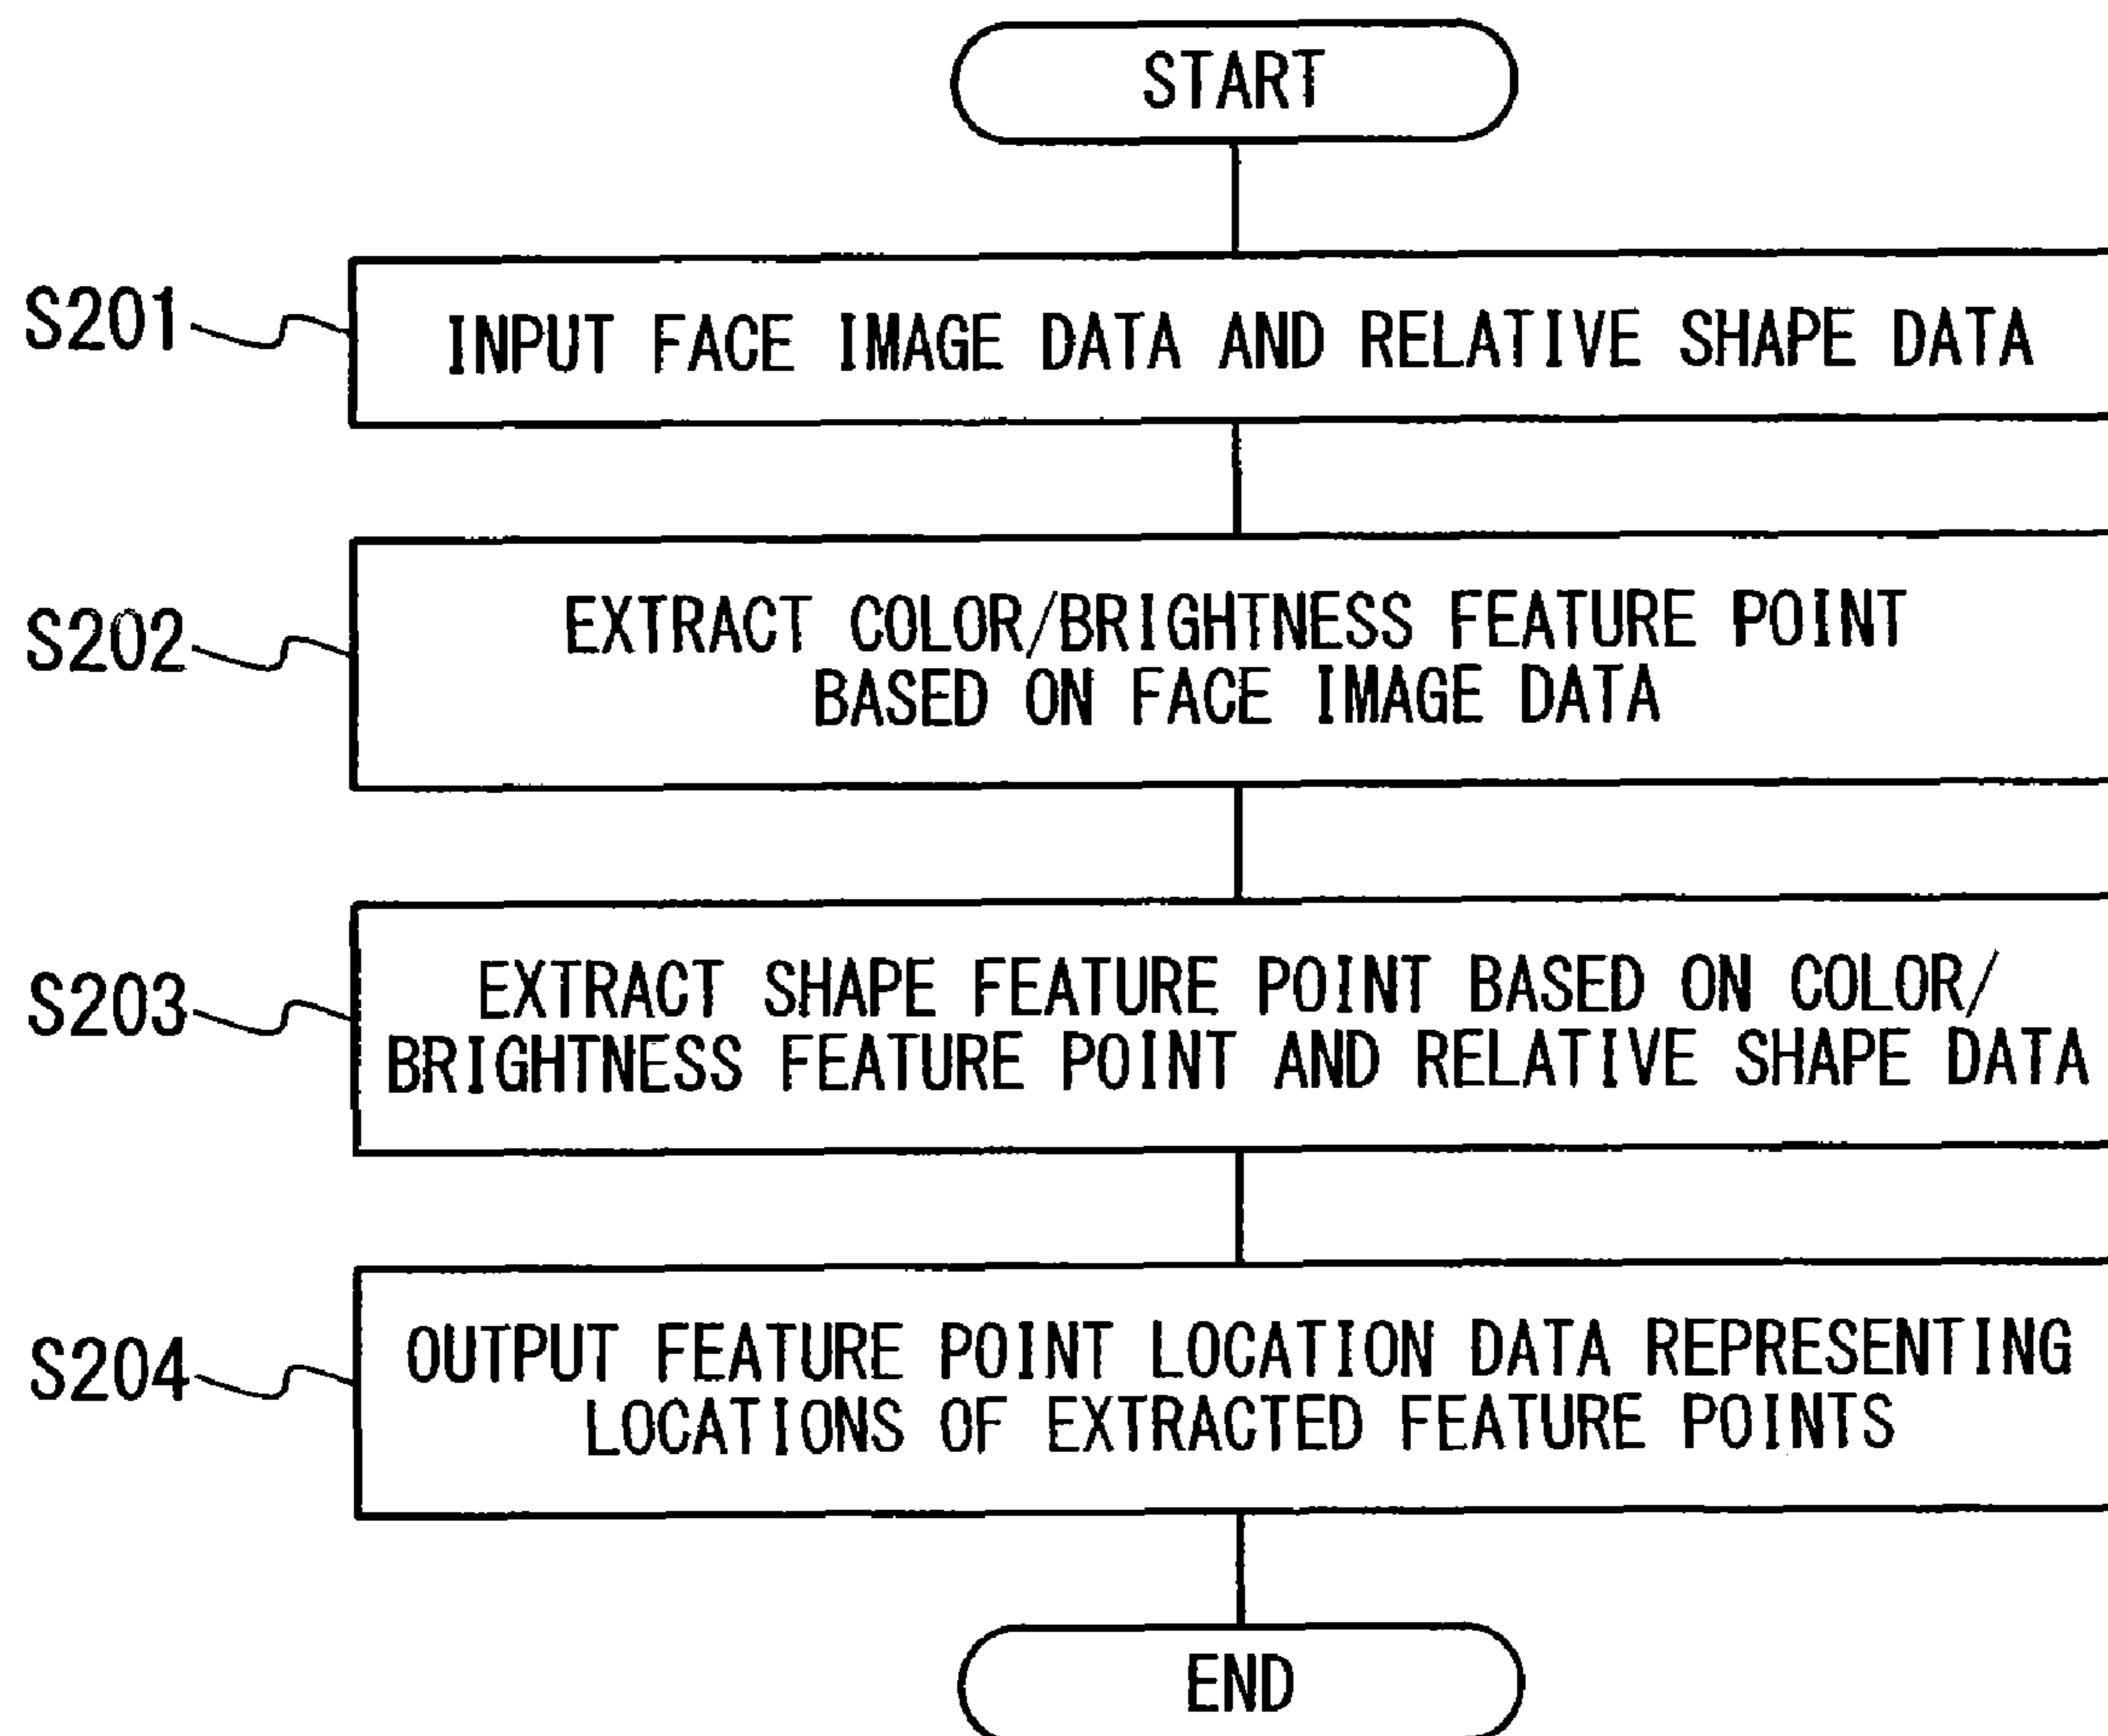 START
S201
INPUT FACE IMAGE DATA AND RELATIVE SHAPE DATA
S202
EXTRACT COLOR/BRIGHTNESS FEATURE POINT
BASED ON FACE IMAGE DATA
S203
EXTRACT SHAPE FEATURE POINT BASED ON COLOR/
BRIGHTNESS FEATURE POINT AND RELATIVE SHAPE DATA
S204
OUTPUT FEATURE POINT LOCATION DATA REPRESENTING
LOCATIONS OF EXTRACTED FEATURE POINTS
END